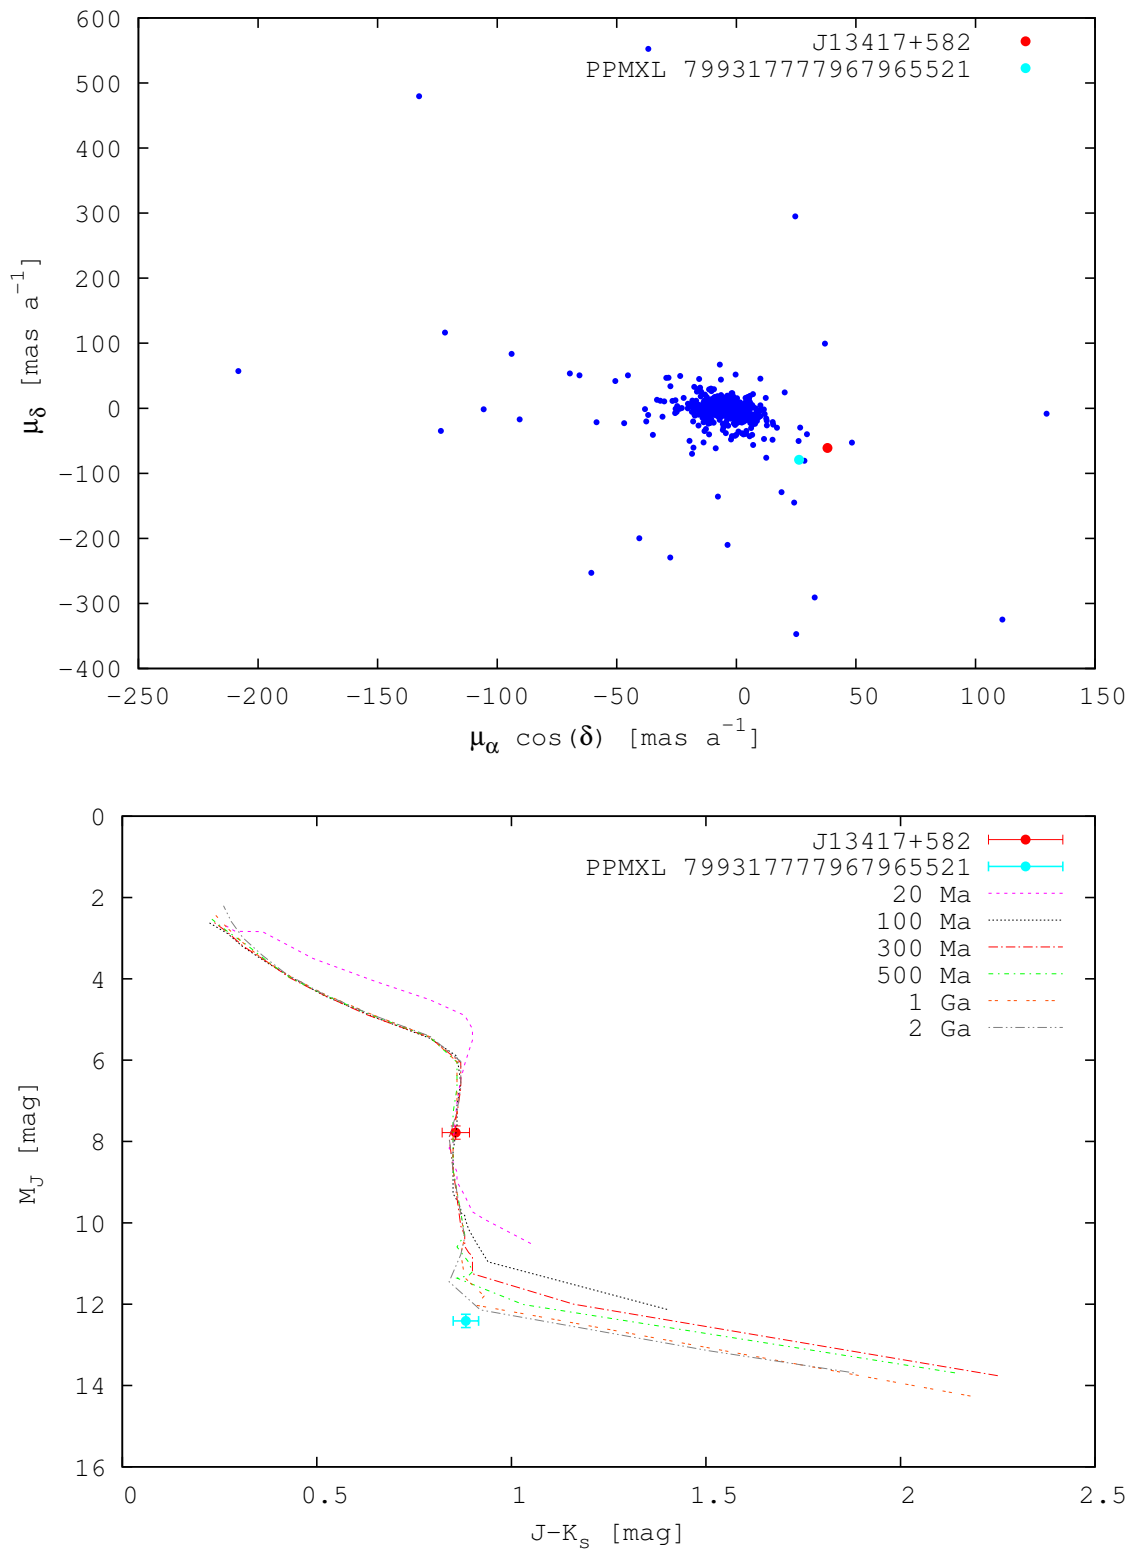 600
500
400
300
200
100
0
−100
−200
−300
−400
−250 −200 −150 −100 −50 0 50 100 150
μδ [mas a−1]
μα cos(δ) [mas a−1]
J13417+582
PPMXL 799317777967965521
0
2
4
6
8
10
12
14
16
0 0.5 1 1.5 2 2.5
MJ [mag]
J−Ks [mag]
J13417+582
PPMXL 799317777967965521
20 Ma
100 Ma
300 Ma
500 Ma
1 Ga
2 Ga